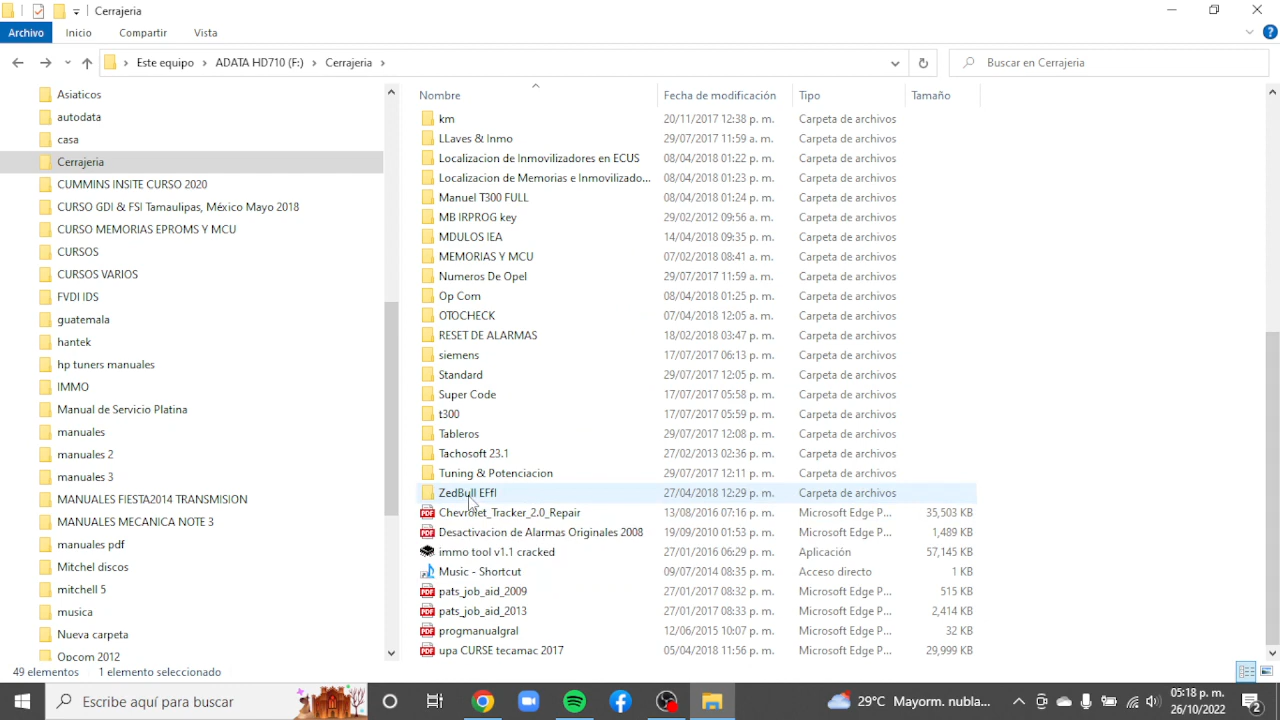 Cerrajeria
Archivo Inicio Compartir Vista
Este equipo ADATA HD710 (F:) Cerrajeria
Buscar en Cerrajeria
Asiaticos
autodata
casa
Cerrajeria
CUMMINS INSITE CURSO 2020
CURSO GDI & FSI Tamaulipas, México Mayo 2018
CURSO MEMORIAS EPROMS Y MCU
CURSOS
CURSOS VARIOS
FVDI IDS
guatemala
hantek
hp tuners manuales
IMMO
Manual de Servicio Platina
manuales
manuales 2
manuales 3
MANUALES FIESTA2014 TRANSMISION
MANUALES MECANICA NOTE 3
manuales pdf
Mitchel discos
mitchell 5
musica
Nueva carpeta
Opcom 2012
Nombre Fecha de modificación Tipo Tamaño
km 20/11/2017 12:38 p. m. Carpeta de archivos
LLaves & Inmo 29/07/2017 11:59 a. m. Carpeta de archivos
Localizacion de Inmovilizadores en ECUS 08/04/2018 01:22 p. m. Carpeta de archivos
Localizacion de Memorias e Inmovilizado... 08/04/2018 01:23 p. m. Carpeta de archivos
Manuel T300 FULL 08/04/2018 01:24 p. m. Carpeta de archivos
MB IRPROG key 29/02/2012 09:56 a. m. Carpeta de archivos
MDULOS IEA 14/04/2018 09:35 p. m. Carpeta de archivos
MEMORIAS Y MCU 07/02/2018 08:41 a. m. Carpeta de archivos
Numeros De Opel 29/07/2017 11:59 a. m. Carpeta de archivos
Op Com 08/04/2018 01:25 p. m. Carpeta de archivos
OTOCHECK 07/04/2018 12:05 a. m. Carpeta de archivos
RESET DE ALARMAS 18/02/2018 03:47 p. m. Carpeta de archivos
siemens 17/07/2017 06:13 p. m. Carpeta de archivos
Standard 29/07/2017 12:05 p. m. Carpeta de archivos
Super Code 17/07/2017 05:58 p. m. Carpeta de archivos
t300 17/07/2017 05:59 p. m. Carpeta de archivos
Tableros 29/07/2017 12:08 p. m. Carpeta de archivos
Tachosoft 23.1 27/02/2013 02:36 p. m. Carpeta de archivos
Tuning & Potenciacion 29/07/2017 12:11 p. m. Carpeta de archivos
ZedBull EFfI 27/04/2018 12:29 p. m. Carpeta de archivos
Chevrolet_Tracker_2.0_Repair 13/08/2016 07:16 p. m. Microsoft Edge P... 35,503 KB
Desactivacion de Alarmas Originales 2008 19/09/2010 01:53 p. m. Microsoft Edge P... 1,489 KB
immo tool v1.1 cracked 27/01/2016 06:29 p. m. Aplicación 57,145 KB
Music - Shortcut 09/07/2014 08:35 p. m. Acceso directo 1 KB
pats_job_aid_2009 27/01/2017 08:32 p. m. Microsoft Edge P... 515 KB
pats_job_aid_2013 27/01/2017 08:33 p. m. Microsoft Edge P... 2,414 KB
progmanualgral 12/06/2015 10:07 p. m. Microsoft Edge P... 32 KB
upa CURSE tecamac 2017 05/04/2018 11:56 p. m. Microsoft Edge P... 29,999 KB
49 elementos 1 elemento seleccionado
Escribe aquí para buscar
29°C Mayorm. nubla...
05:18 p. m.
26/10/2022
2